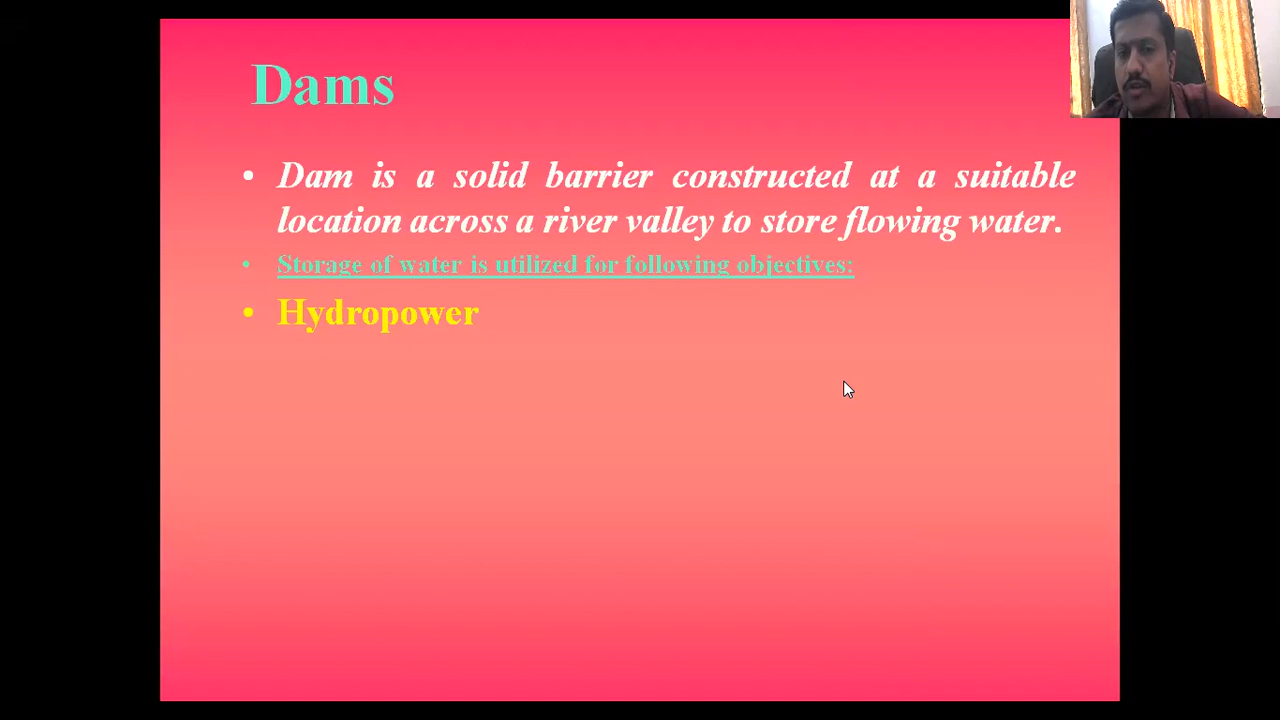 Dams
• Dam is a solid barrier constructed at a suitable
location across a river valley to store flowing water.
• Storage of water is utilized for following objectives:
• Hydropower